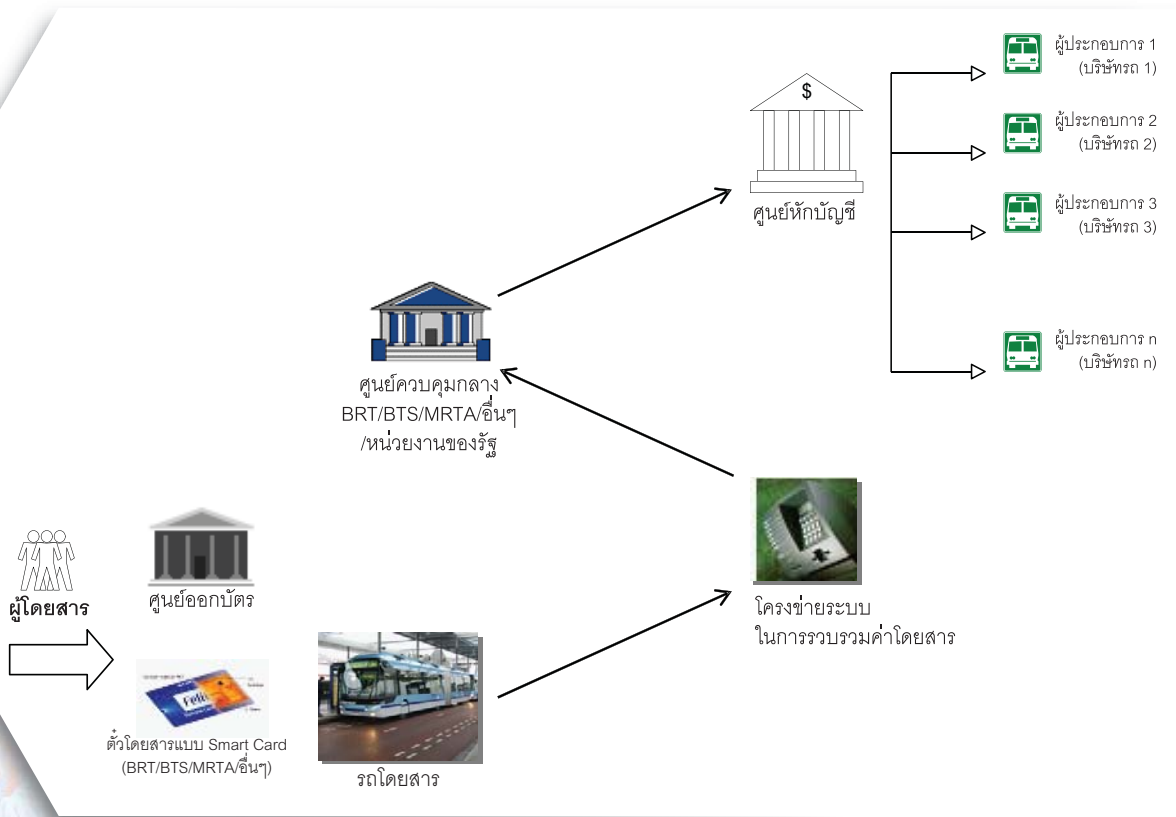 ผู้ประกอบการ 1
(บริษัทรถ 1)
$
ผู้ประกอบการ 2
(บริษัทรถ 2)
ผู้ประกอบการ 3
(บริษัทรถ 3)
ศูนย์หักบัญชี
ผู้ประกอบการ n
(บริษัทรถ n)
ศูนย์ควบคุมกลาง
BRT/BTS/MRTA/อื่นๆ
/หน่วยงานของรัฐ
ผู้โดยสาร
ศูนย์ออกบัตร
โครงข่ายระบบ
ในการรวบรวมค่าโดยสาร
ตั๋วโดยสารแบบ Smart Card
(BRT/BTS/MRTA/อื่นๆ)
รถโดยสาร